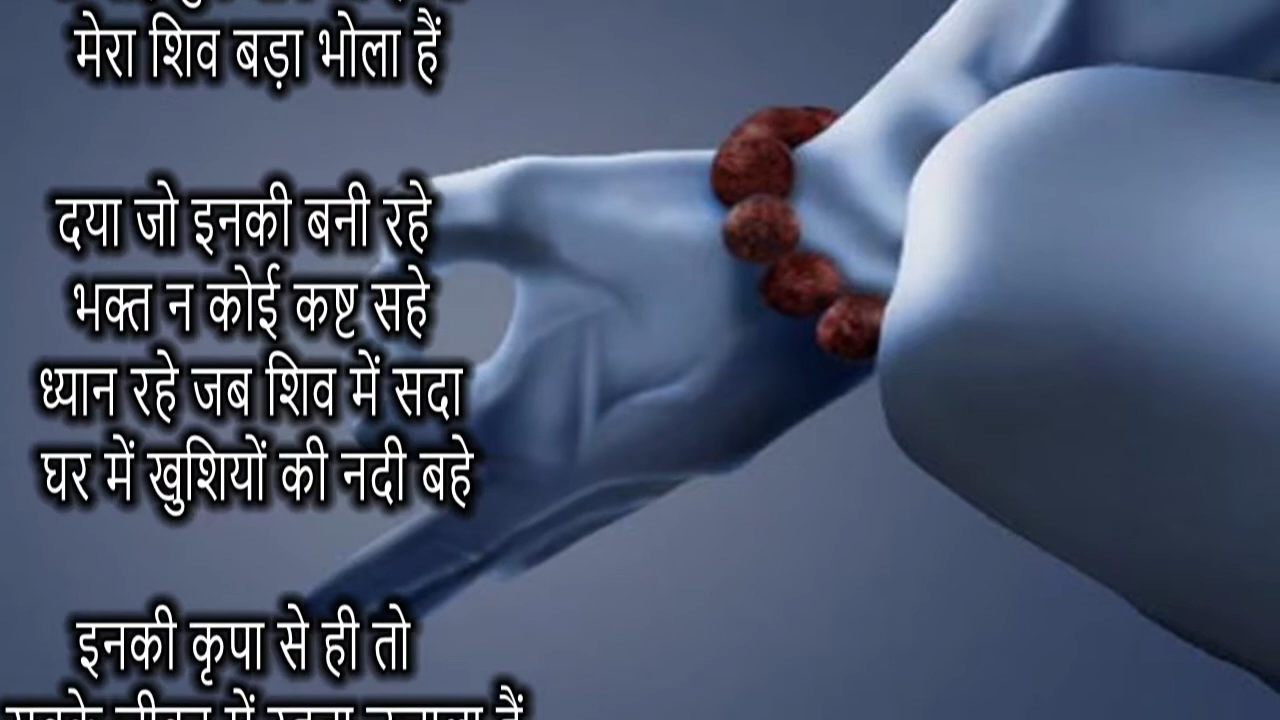 मेरा शिव बड़ा भोला हैं
दया जो इनकी बनी रहे
भक्त न कोई कष्ट सहे
ध्यान रहे जब शिव में सदा
घर में खुशियों की नदी बहे
इनकी कृपा से ही तो
में हैं